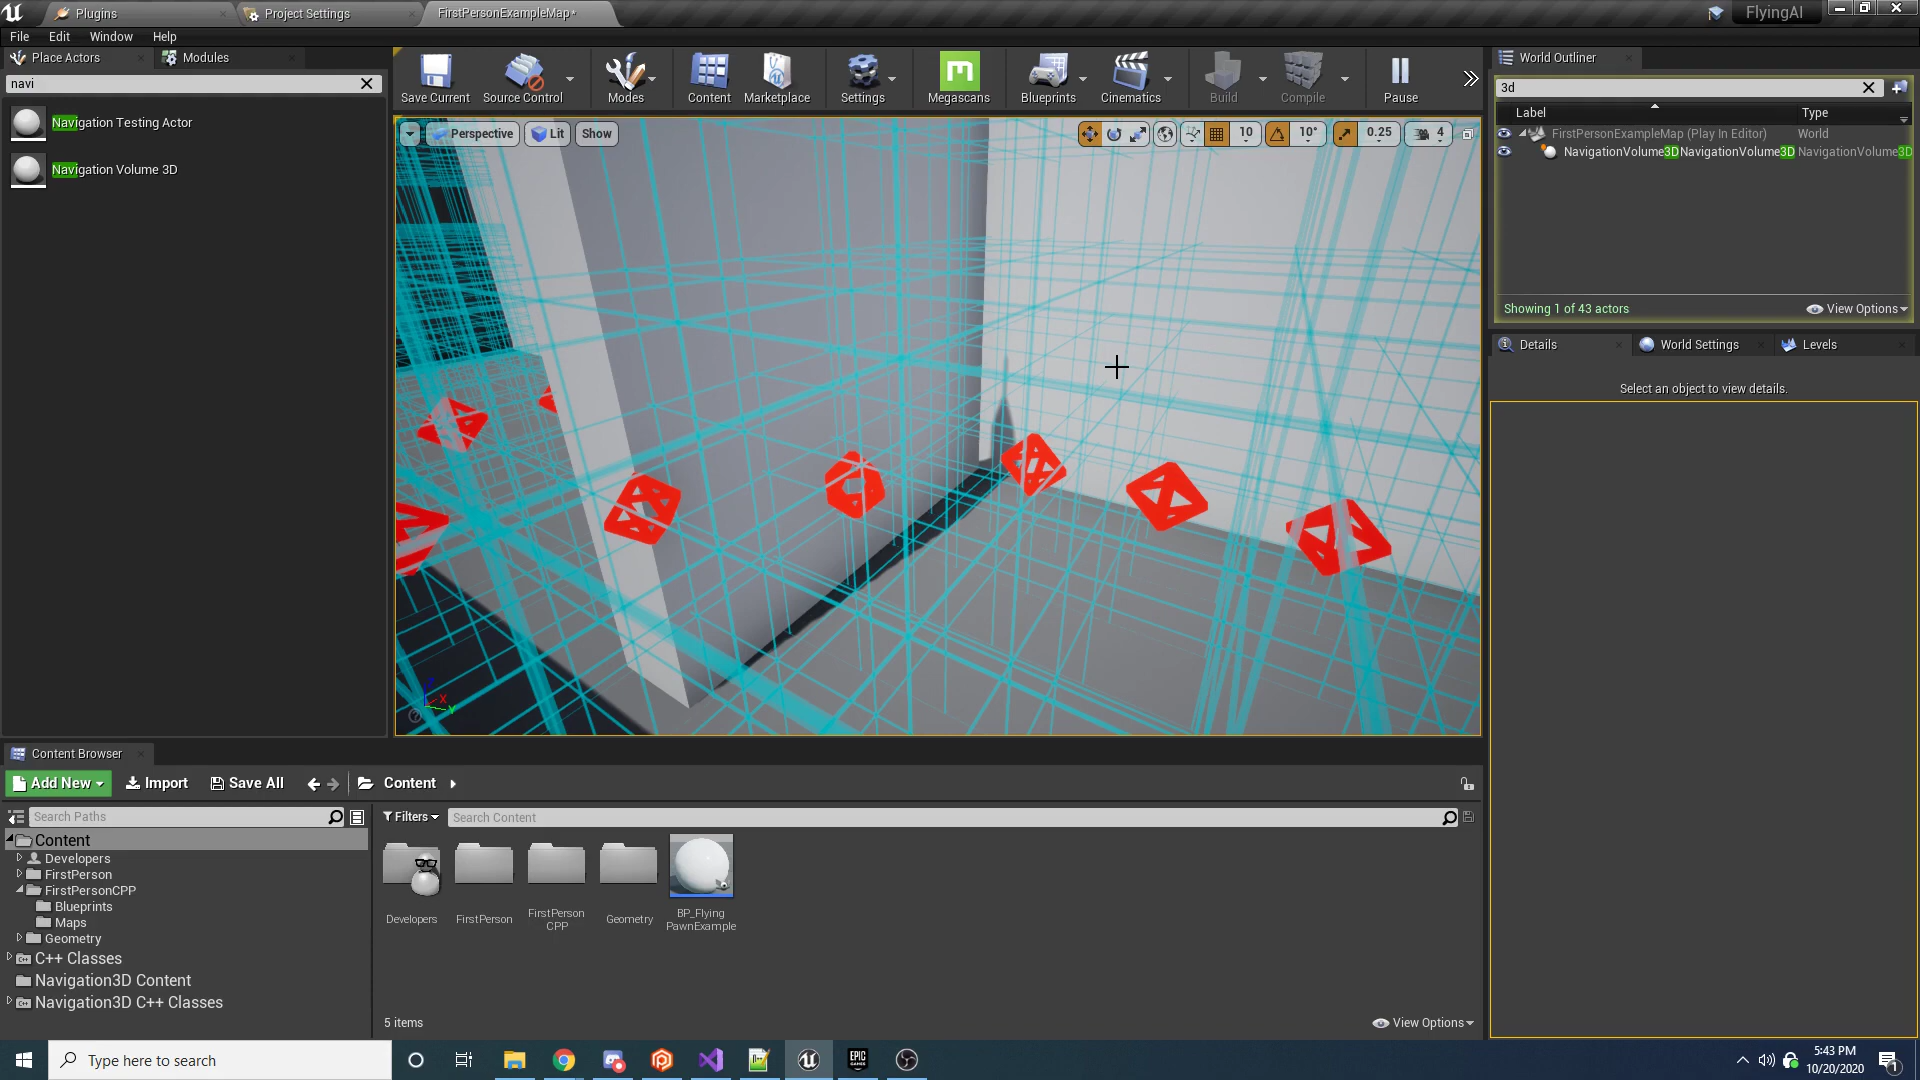 Plugins
Project Settings
FirstPersonExampleMap*
FlyingAI
File Edit Window Help
Place Actors
Modules
navi
Navigation Testing Actor
Navigation Volume 3D
Save Current
Source Control
Modes
Content
Marketplace
Settings
Megascans
Blueprints
Cinematics
Build
Compile
Pause
Perspective
Lit
Show
10
10°
0.25
4
X
Y
World Outliner
3d
Label
Type
FirstPersonExampleMap (Play In Editor)
World
NavigationVolume3DNavigationVolume3D
NavigationVolume3D
Showing 1 of 43 actors
View Options
Details
World Settings
Levels
Select an object to view details.
Content Browser
Add New
Import
Save All
Content
Search Paths
Filters
Search Content
Content
Developers
FirstPerson
FirstPersonCPP
Blueprints
Maps
Geometry
C++ Classes
Navigation3D Content
Navigation3D C++ Classes
Developers
FirstPerson
FirstPerson
CPP
Geometry
BP_Flying
PawnExample
5 items
View Options
Type here to search
EPIC
GAMES
5:43 PM
10/20/2020
1